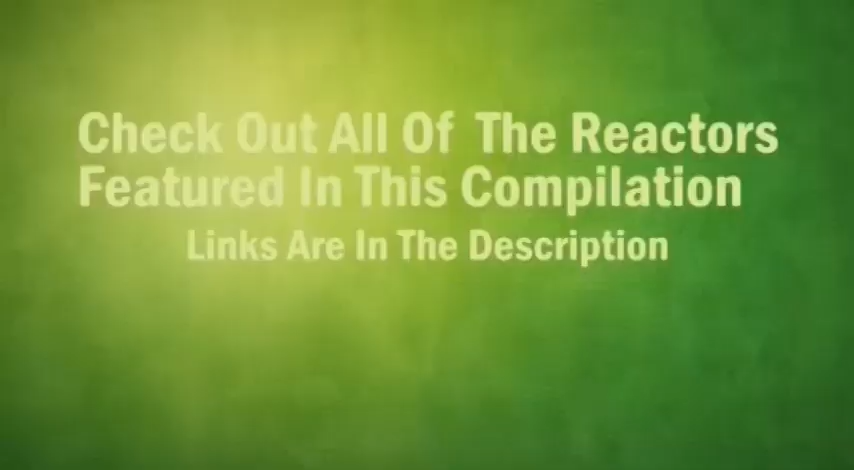 Check Out All Of The Reactors
Featured In This Compilation
Links Are In The Description